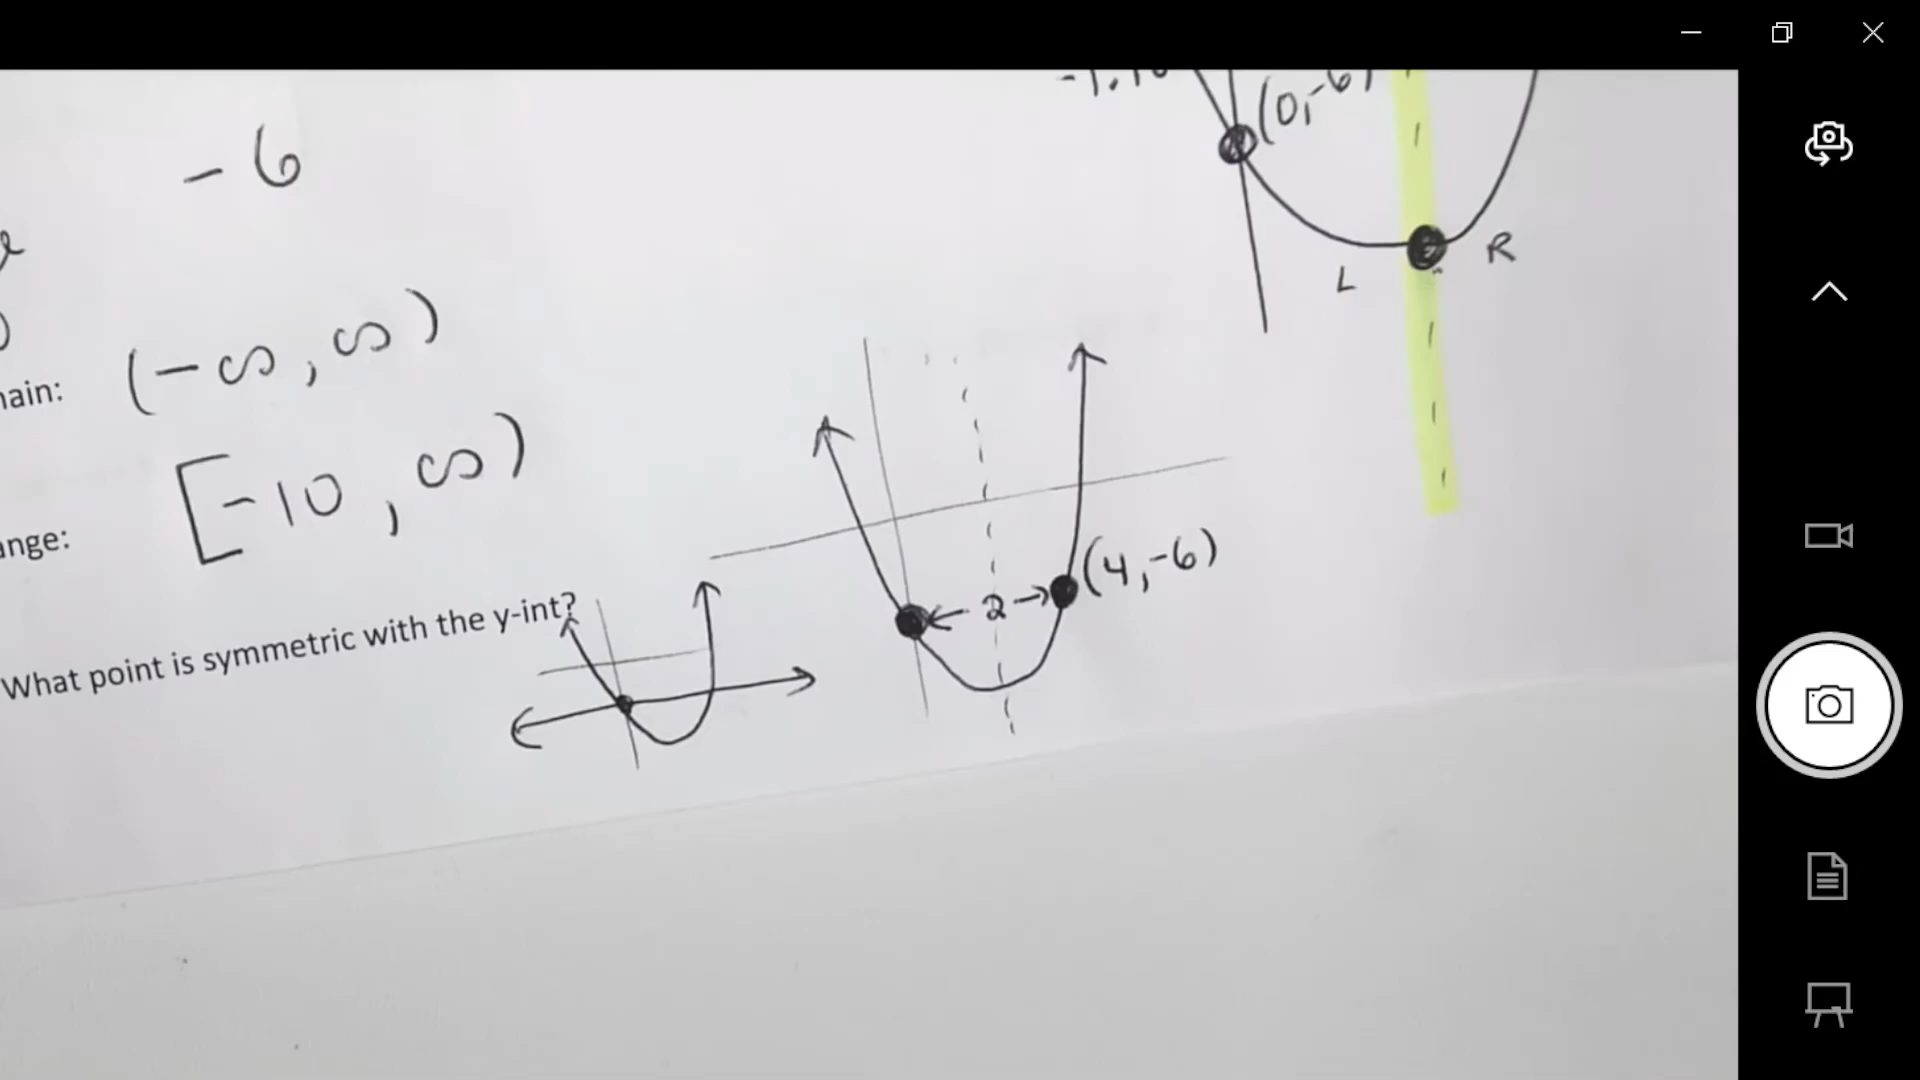 (0,-6)
- 6
L
R
(-∞, ∞)
ain:
[-10, ∞)
ange:
(4,-6)
2
What point is symmetric with the y-int?